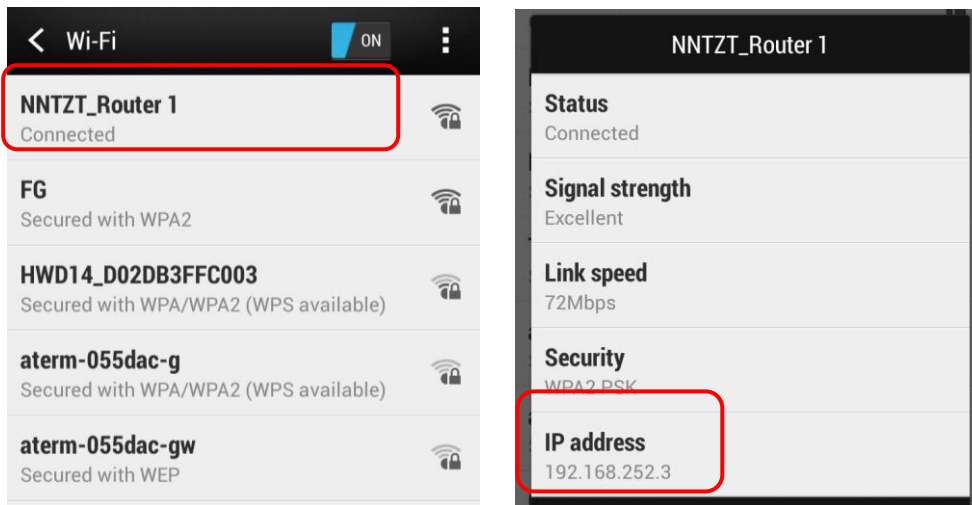 Wi-Fi
ON
NNTZT_Router 1
Connected
FG
Secured with WPA2
HWD14_D02DB3FFC003
Secured with WPA/WPA2 (WPS available)
aterm-055dac-g
Secured with WPA/WPA2 (WPS available)
aterm-055dac-gw
Secured with WEP
NNTZT_Router 1
Status
Connected
Signal strength
Excellent
Link speed
72Mbps
Security
WPA2 PSK
IP address
192.168.252.3